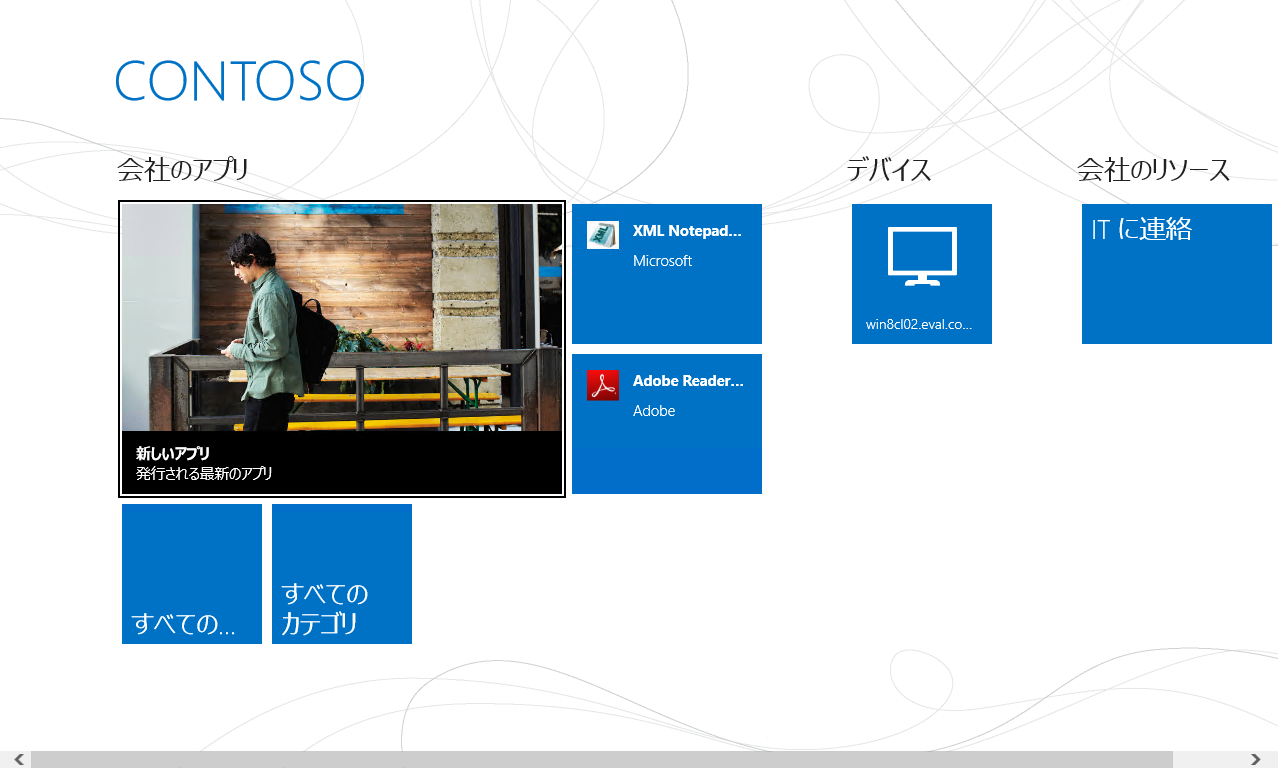 CONTOSO
会社のアプリ
新しいアプリ
発行される最新のアプリ
XML Notepad...
Microsoft
Adobe Reader...
Adobe
すべての...
すべての
カテゴリ
デバイス
win8cl02.eval.co...
会社のリソース
IT に連絡